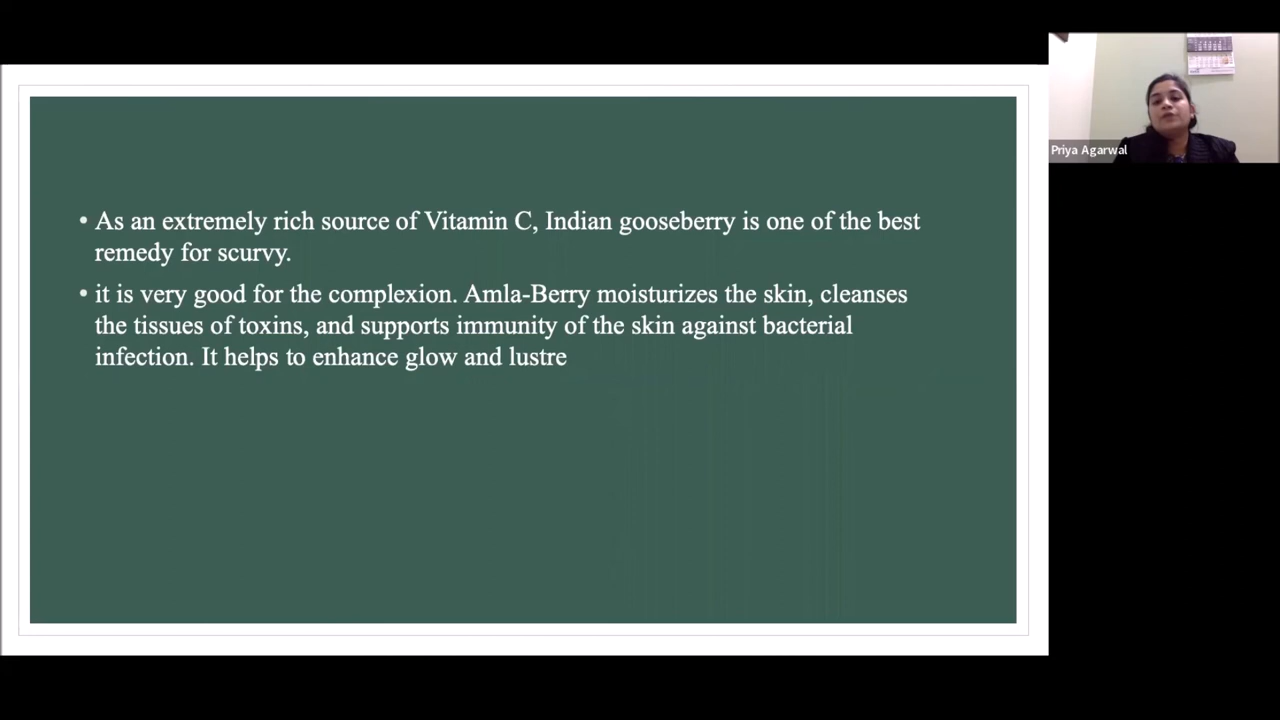 • As an extremely rich source of Vitamin C, Indian gooseberry is one of the best
remedy for scurvy.
• it is very good for the complexion. Amla-Berry moisturizes the skin, cleanses
the tissues of toxins, and supports immunity of the skin against bacterial
infection. It helps to enhance glow and lustre
Priya Agarwal